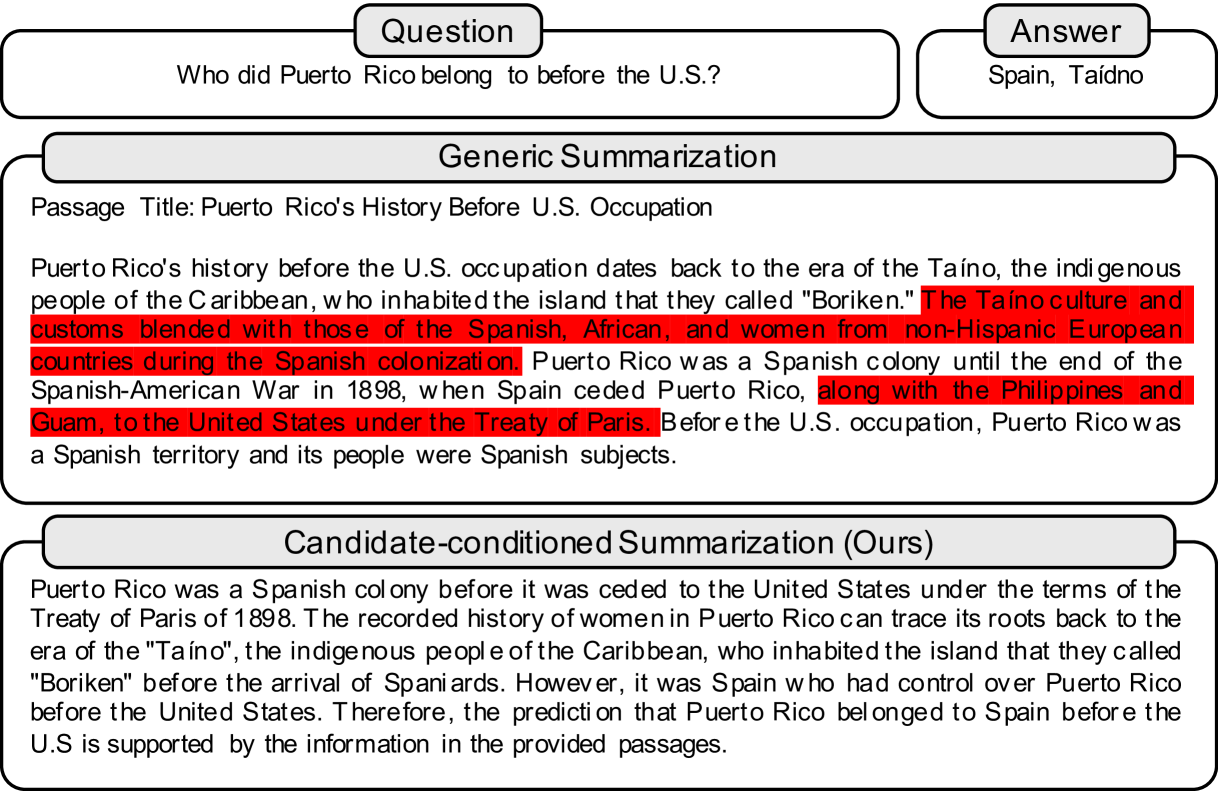 Question
Answer
Who did Puerto Rico belong to before the U.S.?
Spain, Taídno
Generic Summarization
Passage Title: Puerto Rico's History Before U.S. Occupation
Puerto Rico's history before the U.S. occupation dates back to the era of the Taíno, the indigenous
people of the Caribbean, who inhabited the island that they called "Boriken." The Taíno culture and
customs blended with those of the Spanish, African, and women from non-Hispanic European
countries during the Spanish colonization. Puerto Rico was a Spanish colony until the end of the
Spanish-American War in 1898, when Spain ceded Puerto Rico, along with the Philippines and
Guam, to the United States under the Treaty of Paris. Before the U.S. occupation, Puerto Rico was
a Spanish territory and its people were Spanish subjects.
Candidate-conditioned Summarization (Ours)
Puerto Rico was a Spanish colony before it was ceded to the United States under the terms of the
Treaty of Paris of 1898. The recorded history of women in Puerto Rico can trace its roots back to the
era of the "Taíno", the indigenous people of the Caribbean, who inhabited the island that they called
"Boriken" before the arrival of Spaniards. However, it was Spain who had control over Puerto Rico
before the United States. Therefore, the prediction that Puerto Rico belonged to Spain before the
U.S is supported by the information in the provided passages.